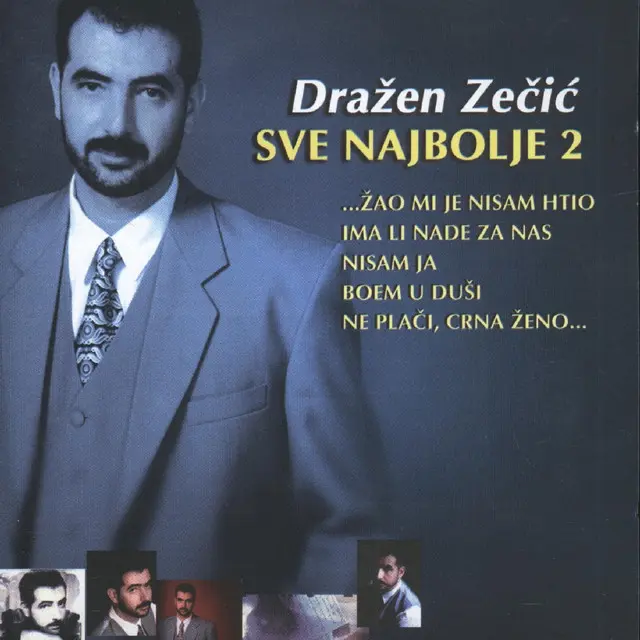 Dražen Zečić
SVE NAJBOLJE 2
...ŽAO MI JE NISAM HTIO
IMA LI NADE ZA NAS
NISAM JA
BOEM U DUŠI
NE PLAČI, CRNA ŽENO...